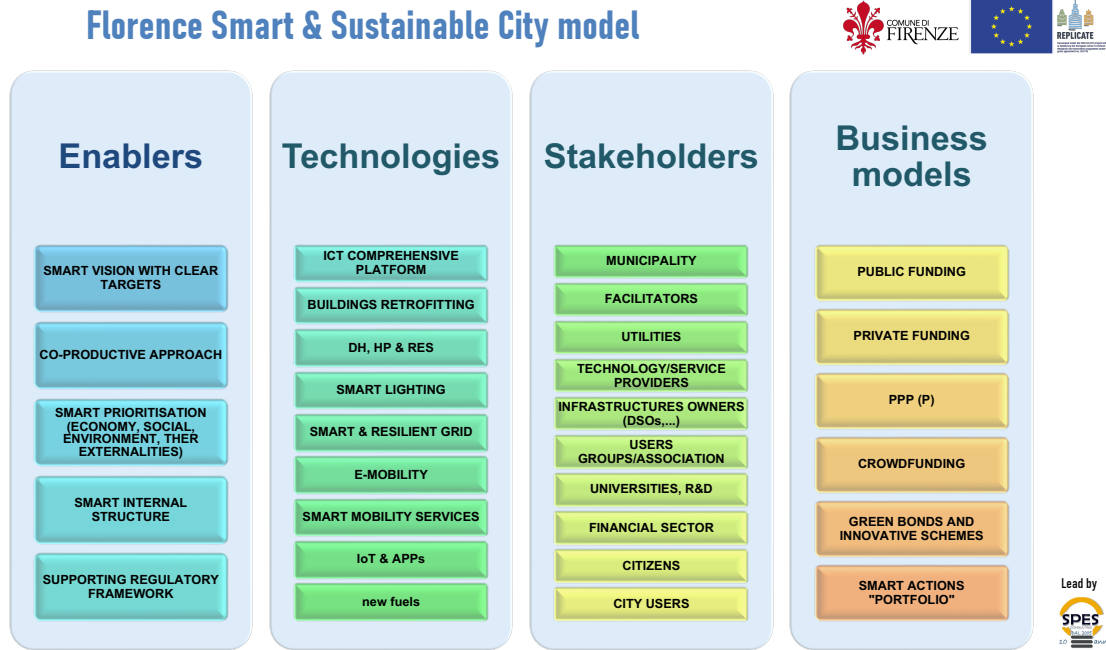 Florence Smart & Sustainable City model
COMUNE DI
FIRENZE
REPLICATE
Enablers
SMART VISION WITH CLEAR
TARGETS
CO-PRODUCTIVE APPROACH
SMART PRIORITISATION
(ECONOMY, SOCIAL,
ENVIRONMENT, THER
EXTERNALITIES)
SMART INTERNAL
STRUCTURE
SUPPORTING REGULATORY
FRAMEWORK
Technologies
ICT COMPREHENSIVE
PLATFORM
BUILDINGS RETROFITTING
DH, HP & RES
SMART LIGHTING
SMART & RESILIENT GRID
E-MOBILITY
SMART MOBILITY SERVICES
IoT & APPs
new fuels
Stakeholders
MUNICIPALITY
FACILITATORS
UTILITIES
TECHNOLOGY/SERVICE
PROVIDERS
INFRASTRUCTURES OWNERS
(DSOs,...)
USERS
GROUPS/ASSOCIATION
UNIVERSITIES, R&D
FINANCIAL SECTOR
CITIZENS
CITY USERS
Business
models
PUBLIC FUNDING
PRIVATE FUNDING
PPP (P)
CROWDFUNDING
GREEN BONDS AND
INNOVATIVE SCHEMES
SMART ACTIONS
"PORTFOLIO"
Lead by
SPES